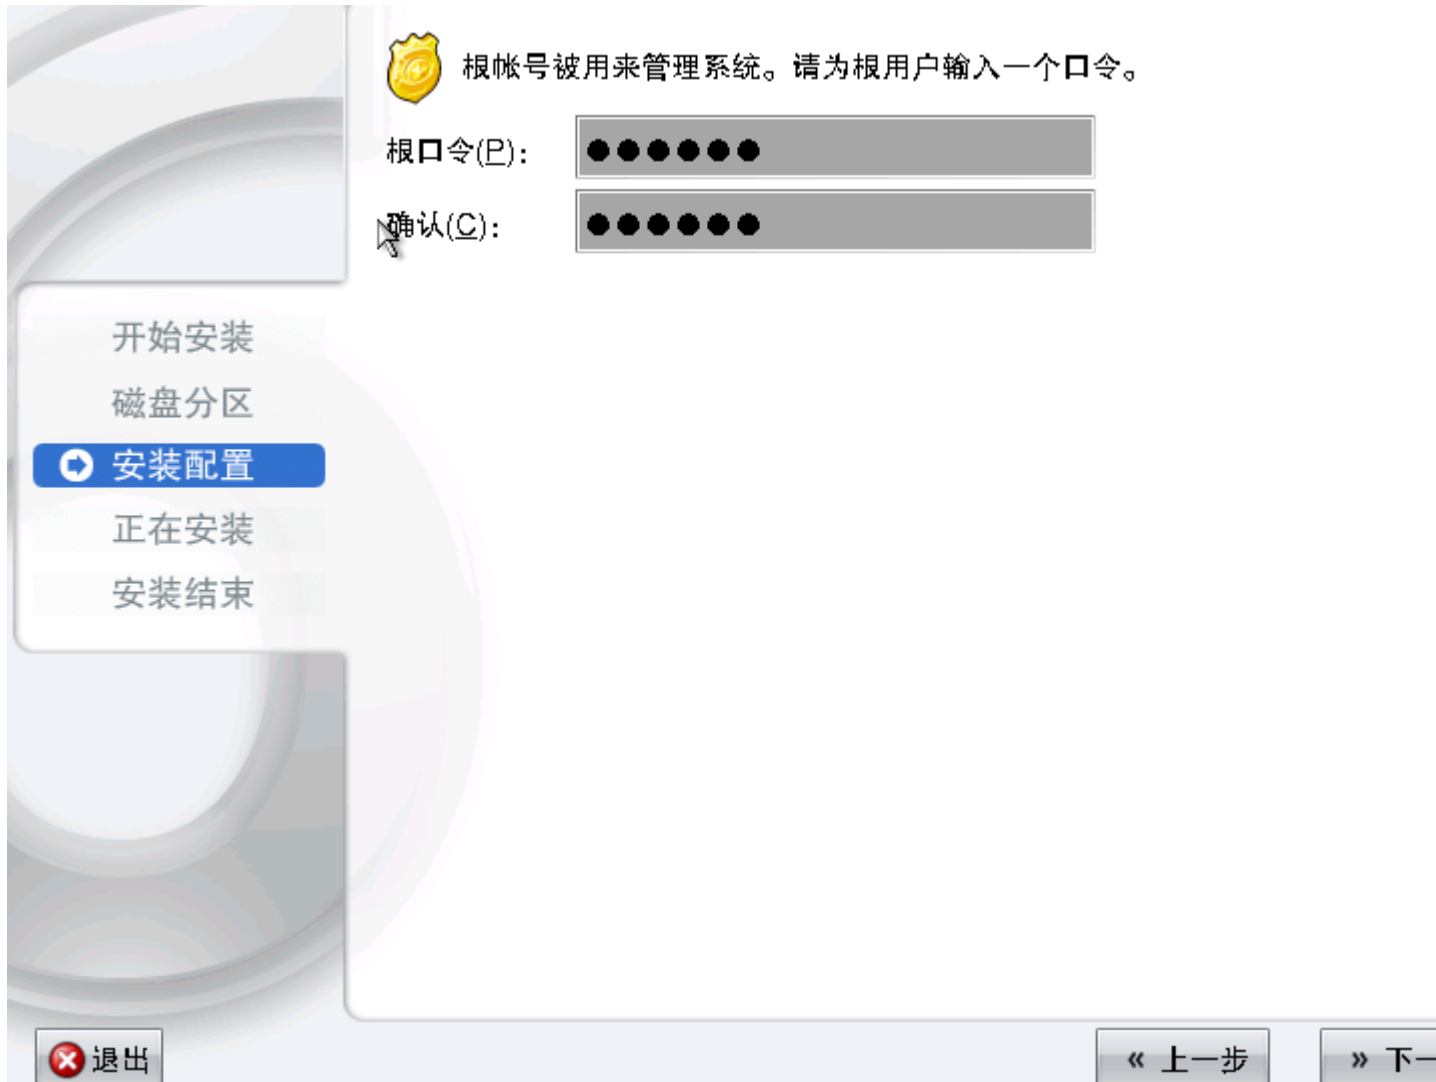 根帐号被用来管理系统。请为根用户输入一个口令。
根口令(P): ●●●●●●
确认(C): ●●●●●●
开始安装
磁盘分区
安装配置
正在安装
安装结束
退出
« 上一步
» 下一